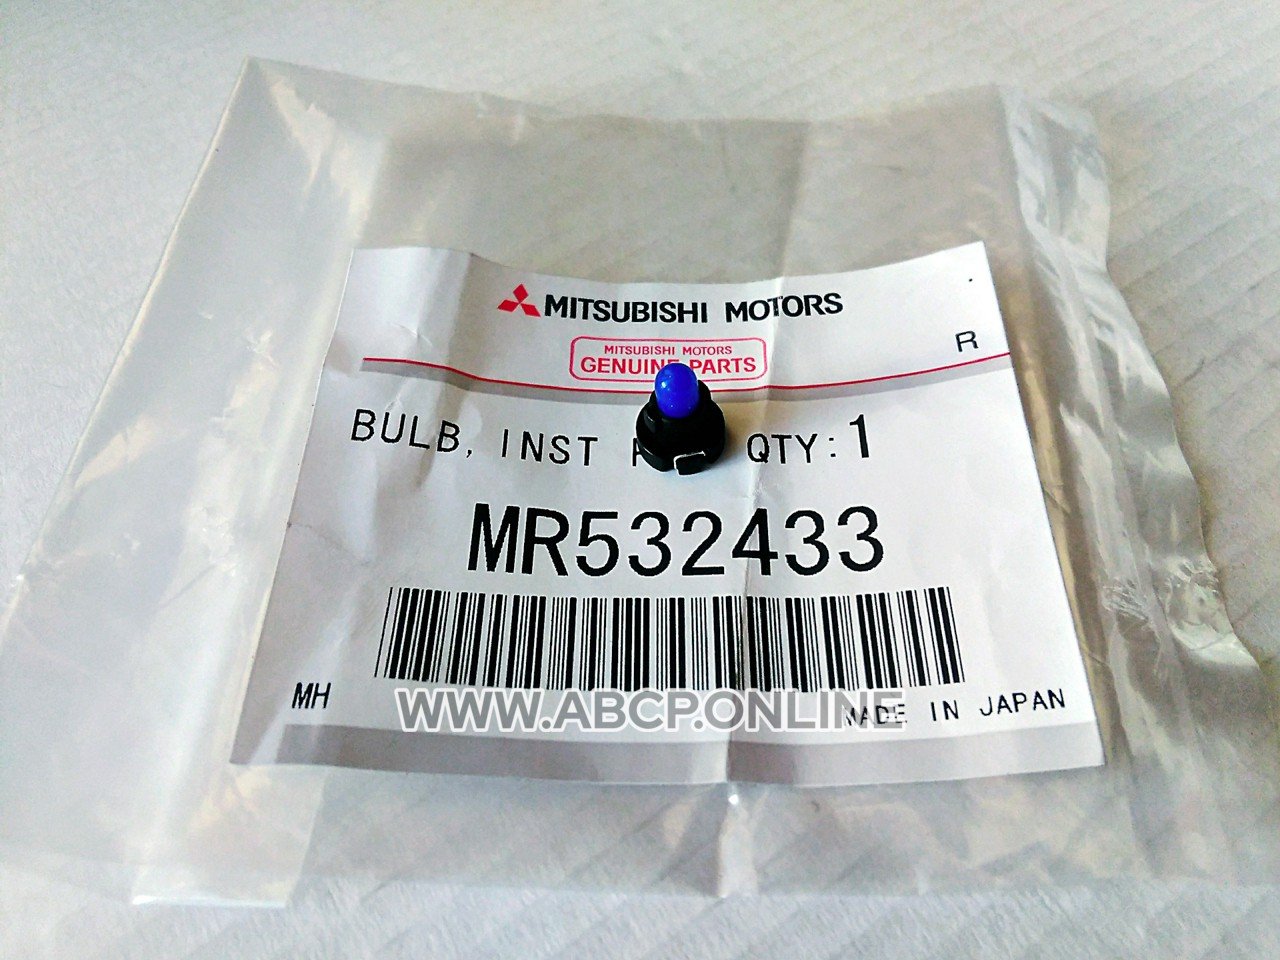 MITSUBISHI MOTORS
MITSUBISHI MOTORS
GENUINE PARTS
R
BULB, INST QTY: 1
MR532433
MH
MADE IN JAPAN
WWW.ABCP.ONLINE